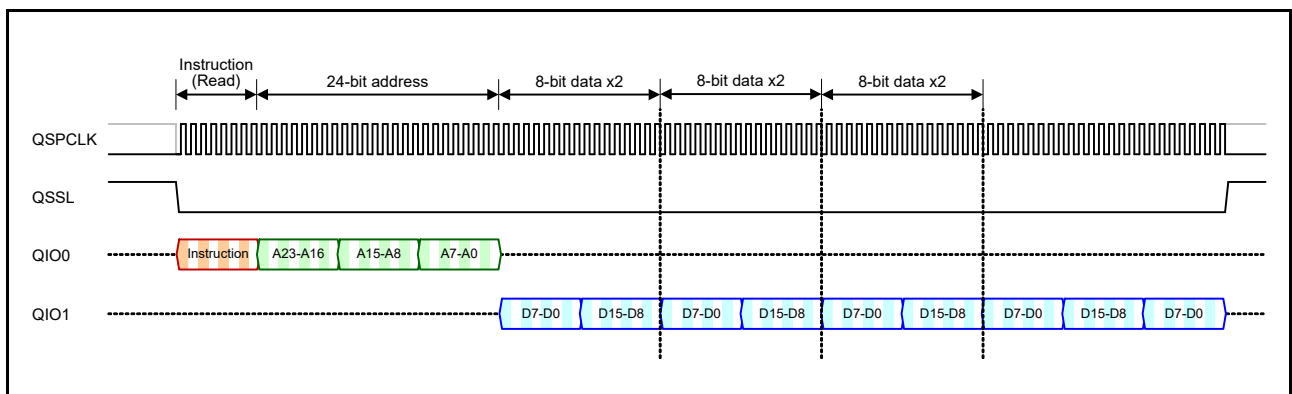 Instruction
(Read)
24-bit address
8-bit data x2
8-bit data x2
8-bit data x2
QSPCLK
QSSL
QIO0
Instruction
A23-A16
A15-A8
A7-A0
QIO1
D7-D0
D15-D8
D7-D0
D15-D8
D7-D0
D15-D8
D7-D0
D15-D8
D7-D0